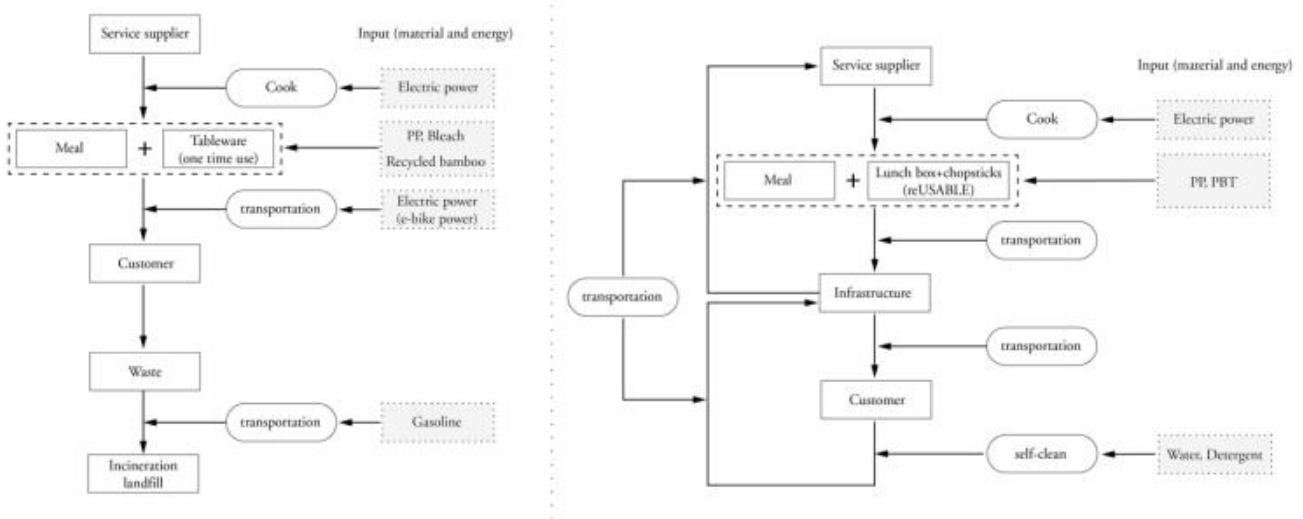 Service supplier
Input (material and energy)
Cook
Electric power
Meal
+
Tableware
(one time use)
PP, Bleach
Recycled bamboo
transportation
Electric power
(e-bike power)
Customer
Waste
transportation
Gasoline
Incineration
landfill
Service supplier
Input (material and energy)
Cook
Electric power
Meal
+
Lunch box+chopsticks
(reUSABLE)
PP, PBT
transportation
transportation
Infrastructure
transportation
Customer
self-clean
Water, Detergent